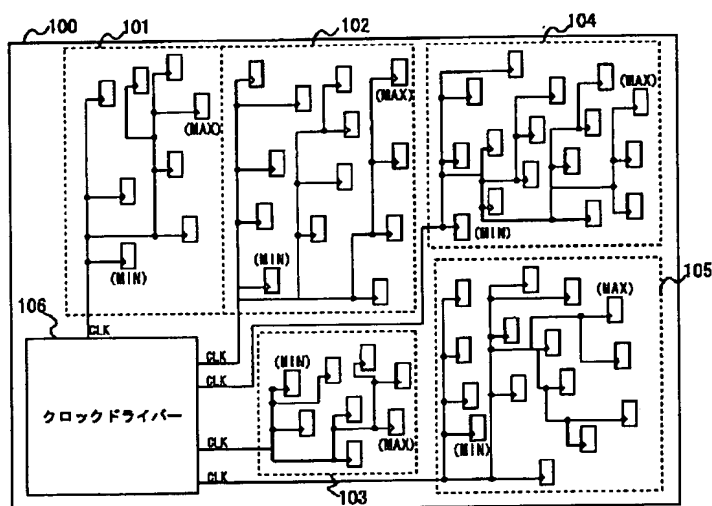 100
101
102
104
(MAX)
(MAX)
(MAX)
(MIN)
(MIN)
(MIN)
105
(MAX)
106
CLK
CLK
CLK
(MIN)
クロックドライバー
CLK
(MAX)
(MIN)
CLK
103